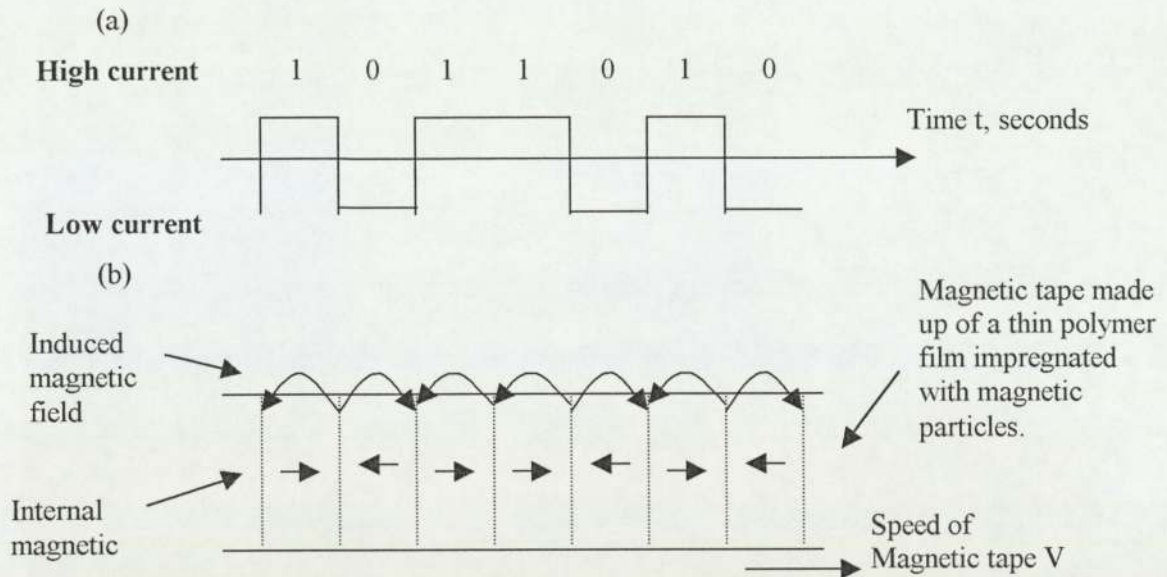 (a)
High current 1 0 1 1 0 1 0
Time t, seconds
Low current
(b)
Magnetic tape made
up of a thin polymer
film impregnated
with magnetic
particles.
Induced
magnetic
field
Internal
magnetic
Speed of
Magnetic tape V